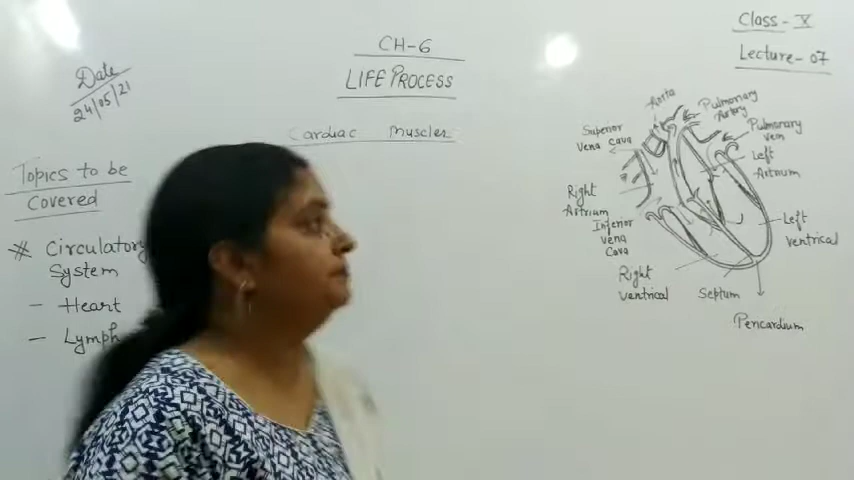 Date
24/05/21
CH-6
LIFE PROCESS
Class - X
Lecture - 07
Cardiac Muscles
Topics to be
Covered
* Circulatory
System
- Heart
- Lymph
Aorta
Pulmonary
Artery
Superior
Vena Cava
Pulmonary
vein
Left
Atrium
Right
Atrium
Inferior
vena
Cava
Left
ventrical
Right
ventrical
Septum
Pericardium